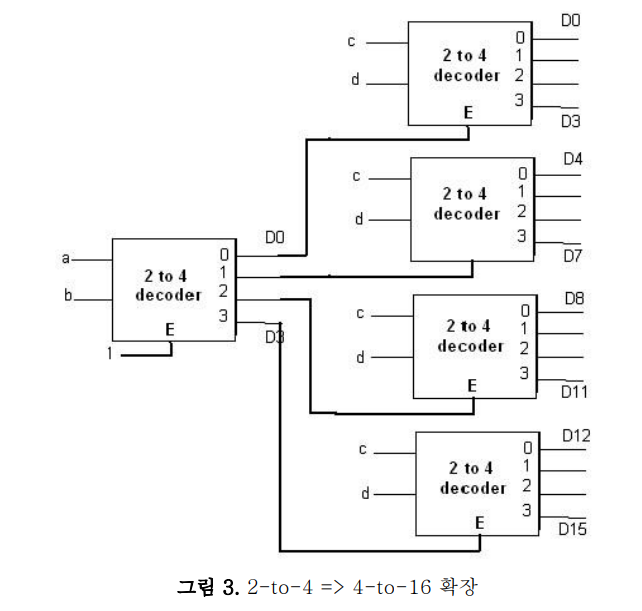 D0
c
0
2 to 4
decoder
1
d
2
3
E
D3
D4
c
0
2 to 4
decoder
1
d
2
3
D7
a
D0
0
2 to 4
decoder
1
b
2
3
E
D3
1
D8
c
0
2 to 4
decoder
1
d
2
3
E
D11
D12
c
0
2 to 4
decoder
1
d
2
3
E
D15
그림 3. 2-to-4 => 4-to-16 확장